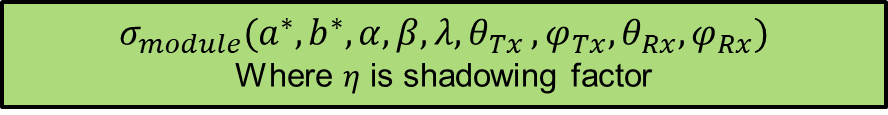 σ_module(a*, b*, α, β, λ, θ_Tx , φ_Tx, θ_Rx, φ_Rx)
Where η is shadowing factor